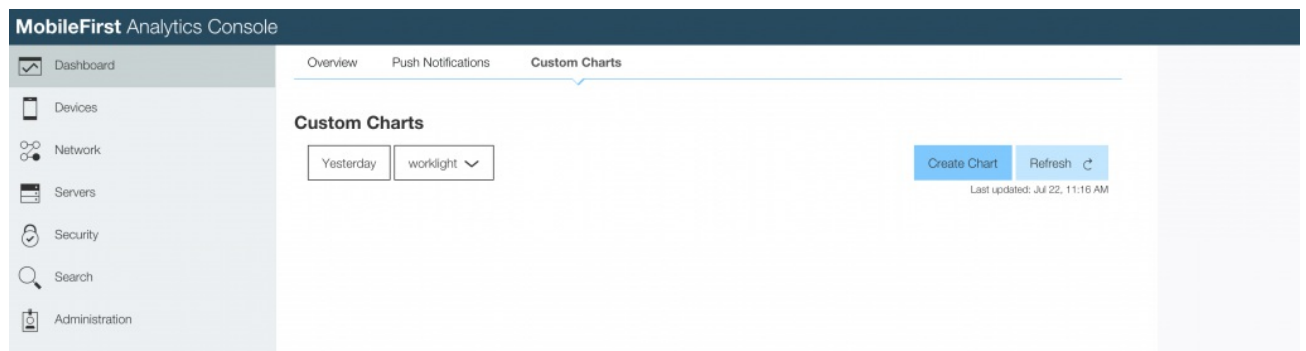 MobileFirst Analytics Console
Dashboard
Devices
Network
Servers
Security
Search
Administration
Overview Push Notifications Custom Charts
Custom Charts
Yesterday worklight Create Chart Refresh
Last updated: Jul 22, 11:16 AM